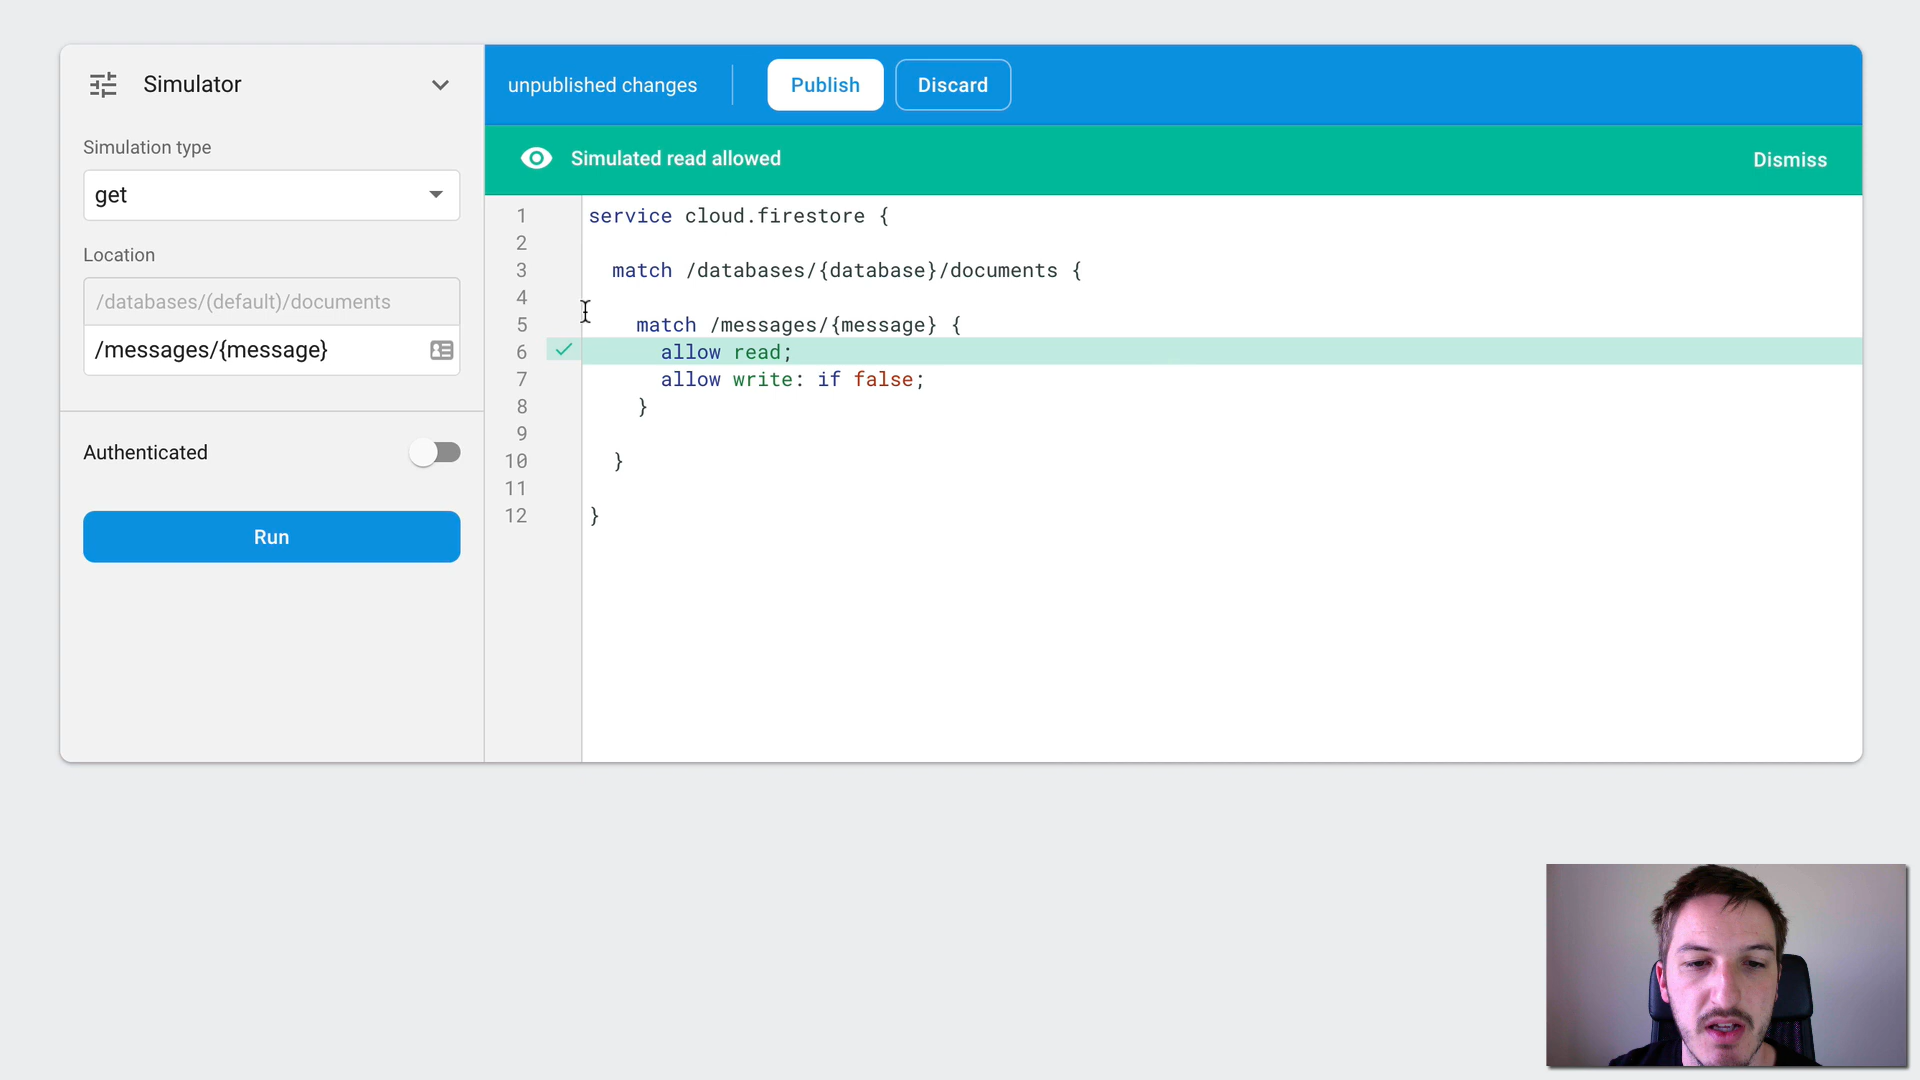 Simulator
Simulation type
get
Location
/databases/(default)/documents
/messages/{message}
Authenticated
Run
unpublished changes
Publish
Discard
Simulated read allowed
Dismiss
1 service cloud.firestore {
2
3 match /databases/{database}/documents {
4
5 match /messages/{message} {
6 allow read;
7 allow write: if false;
8 }
9
10 }
11
12 }